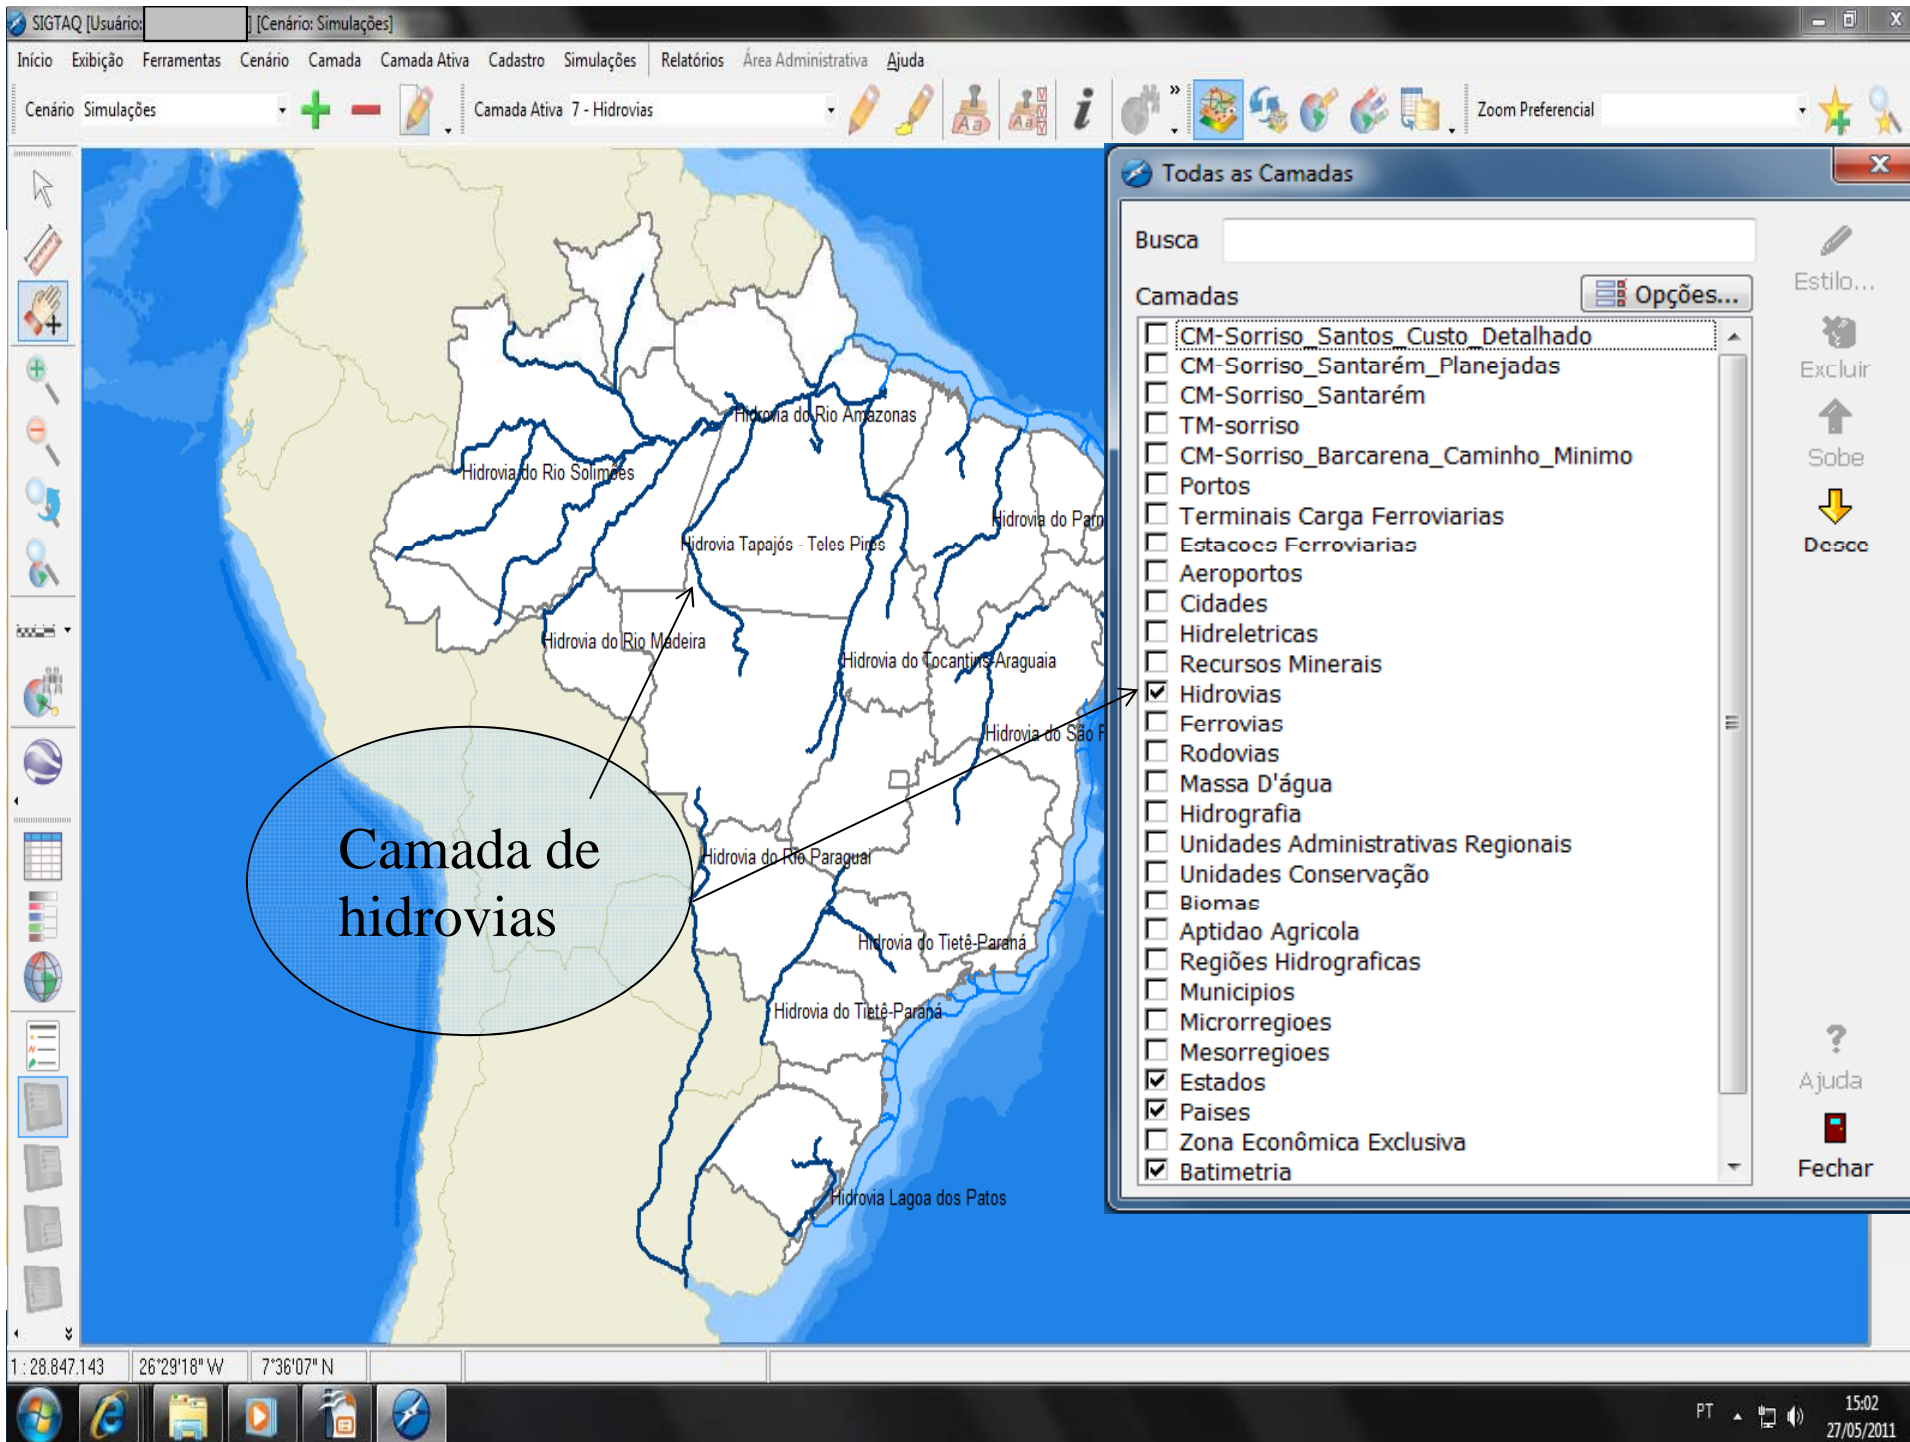 SIGTAQ [Usuário: ] [Cenário: Simulações]
Início Exibição Ferramentas Cenário Camada Camada Ativa Cadastro Simulações Relatórios Área Administrativa Ajuda
Cenário Simulações Camada Ativa 7 - Hidrovias Zoom Preferencial
Todas as Camadas
Busca
Camadas
Opções...
CM-Sorriso_Santos_Custo_Detalhado
CM-Sorriso_Santarém_Planejadas
CM-Sorriso_Santarém
TM-sorriso
CM-Sorriso_Barcarena_Caminho_Minimo
Portos
Terminais Carga Ferroviarias
Estacoes Ferroviarias
Aeroportos
Cidades
Hidreletricas
Recursos Minerais
Hidrovias
Ferrovias
Rodovias
Massa D'água
Hidrografia
Unidades Administrativas Regionais
Unidades Conservação
Biomas
Aptidao Agricola
Regiões Hidrograficas
Municipios
Microrregioes
Mesorregioes
Estados
Paises
Zona Econômica Exclusiva
Batimetria
Estilo...
Excluir
Sobe
Desce
Ajuda
Fechar
Hidrovia do Rio Amazonas
Hidrovia do Rio Solimões
Hidrovia do Parn
Hidrovia Tapajós - Teles Pires
Hidrovia do Rio Madeira
Hidrovia do Tocantins-Araguaia
Hidrovia do São F
Camada de
hidrovias
Hidrovia do Rio Paraguai
Hidrovia do Tietê-Paraná
Hidrovia do Tietê-Paraná
Hidrovia Lagoa dos Patos
1 : 28.847.143 26°29'18" W 7°36'07" N
PT
15:02
27/05/2011